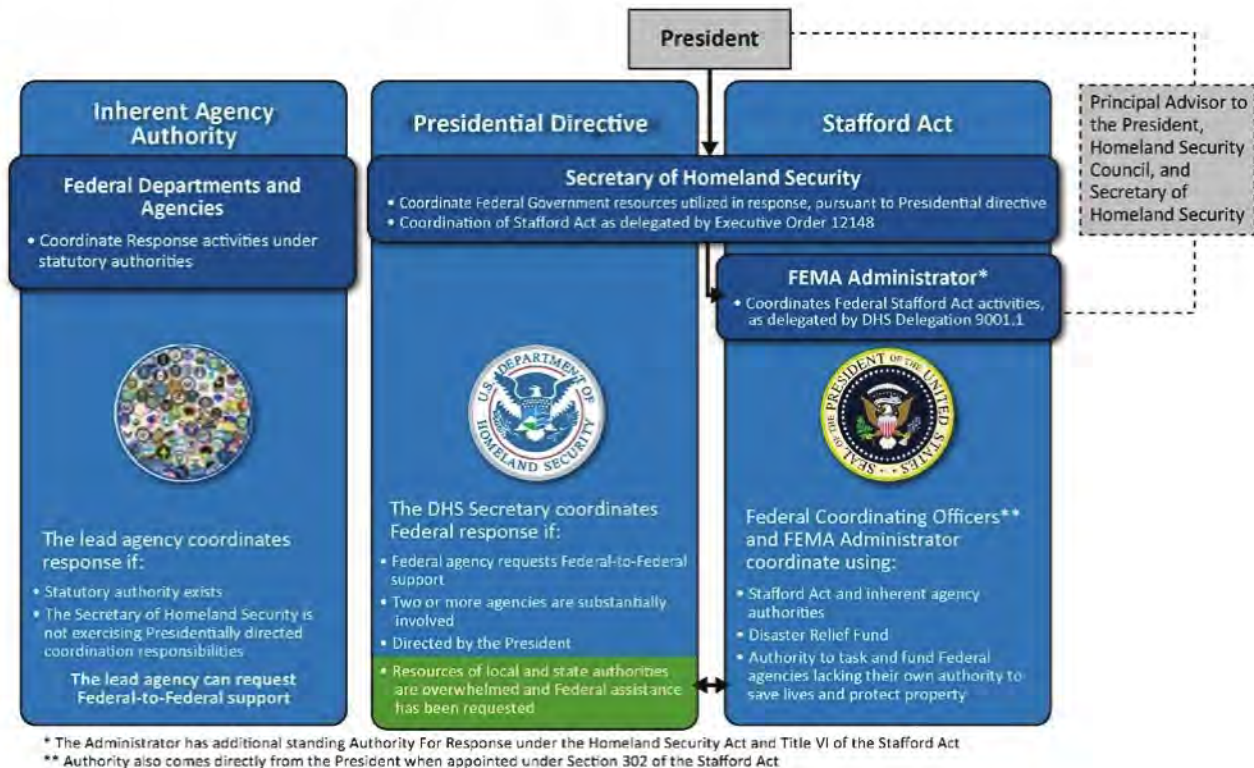 President
Inherent Agency
Authority
Federal Departments and
Agencies
• Coordinate Response activities under
statutory authorities
The lead agency coordinates
response if:
• Statutory authority exists
• The Secretary of Homeland Security is
not exercising Presidentially directed
coordination responsibilities
The lead agency can request
Federal-to-Federal support
Presidential Directive
Stafford Act
Secretary of Homeland Security
• Coordinate Federal Government resources utilized in response, pursuant to Presidential directive
• Coordination of Stafford Act as delegated by Executive Order 12148
FEMA Administrator*
• Coordinates Federal Stafford Act activities,
as delegated by DHS Delegation 9001.1
Principal Advisor to
the President,
Homeland Security
Council, and
Secretary of
Homeland Security
U.S. DEPARTMENT OF
HOMELAND SECURITY
The DHS Secretary coordinates
Federal response if:
• Federal agency requests Federal-to-Federal
support
• Two or more agencies are substantially
involved
• Directed by the President
• Resources of local and state authorities
are overwhelmed and Federal assistance
has been requested
SEAL OF THE PRESIDENT OF THE UNITED STATES
Federal Coordinating Officers**
and FEMA Administrator
coordinate using:
• Stafford Act and inherent agency
authorities
• Disaster Relief Fund
• Authority to task and fund Federal
agencies lacking their own authority to
save lives and protect property
* The Administrator has additional standing Authority For Response under the Homeland Security Act and Title VI of the Stafford Act
** Authority also comes directly from the President when appointed under Section 302 of the Stafford Act